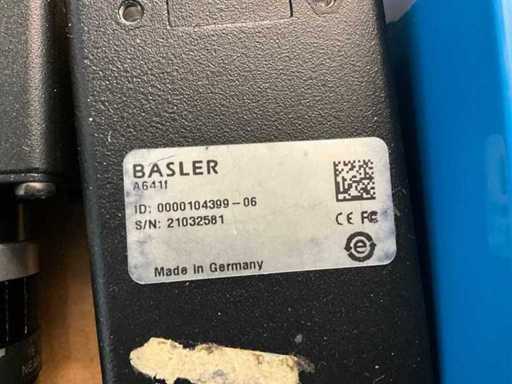 BASLER
A641f
ID: 0000104399-06
S/N: 21032581
CE FC
e
Made in Germany